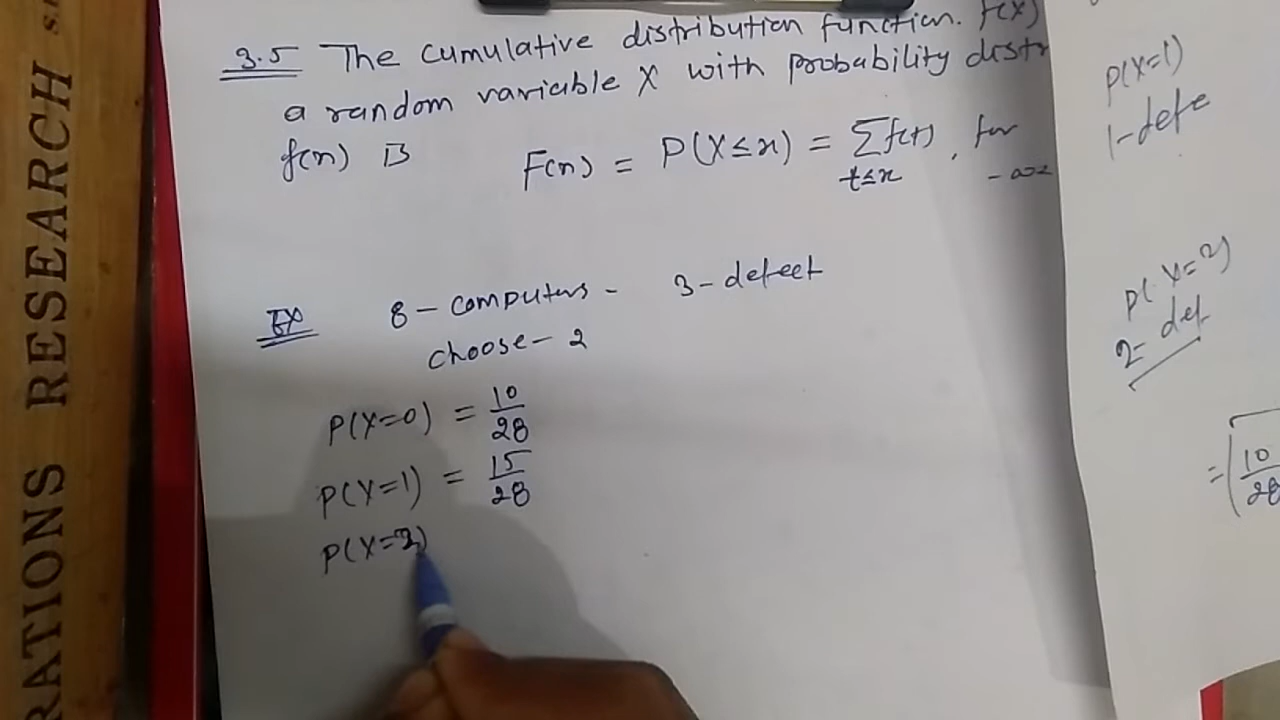 3.5 The cumulative distribution function. F(x)
a random variable X with probability distr
f(n) is F(n) = P(X≤x) = Σf(t), for
t≤x -∞<
EX 8 - computers - 3 - defect
choose - 2
P(X=0) = 10/28
P(X=1) = 15/28
P(X=2)
P(X=1)
1-defe
P(X=2)
2- def
= 10/28
RATIONS RESEARCH